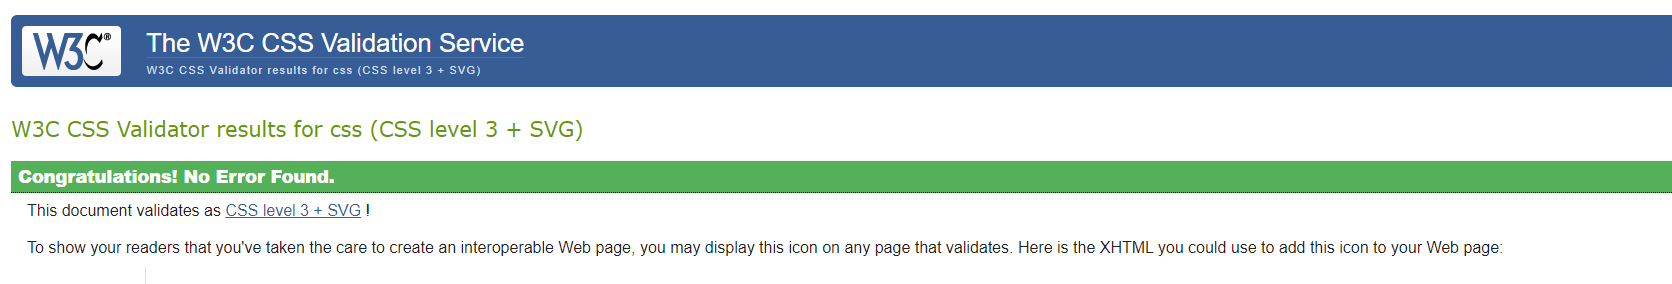 W3C®
The W3C CSS Validation Service
W3C CSS Validator results for css (CSS level 3 + SVG)
W3C CSS Validator results for css (CSS level 3 + SVG)
Congratulations! No Error Found.
This document validates as CSS level 3 + SVG !
To show your readers that you've taken the care to create an interoperable Web page, you may display this icon on any page that validates. Here is the XHTML you could use to add this icon to your Web page: